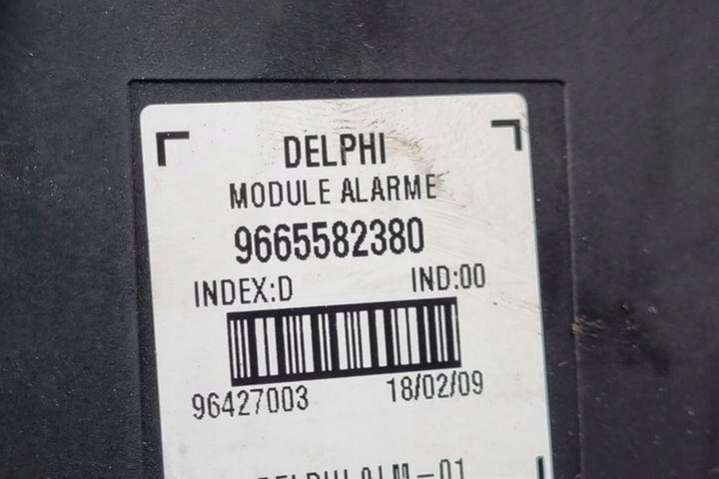 DELPHI
MODULE ALARME
9665582380
INDEX:D IND:00
96427003 18/02/09